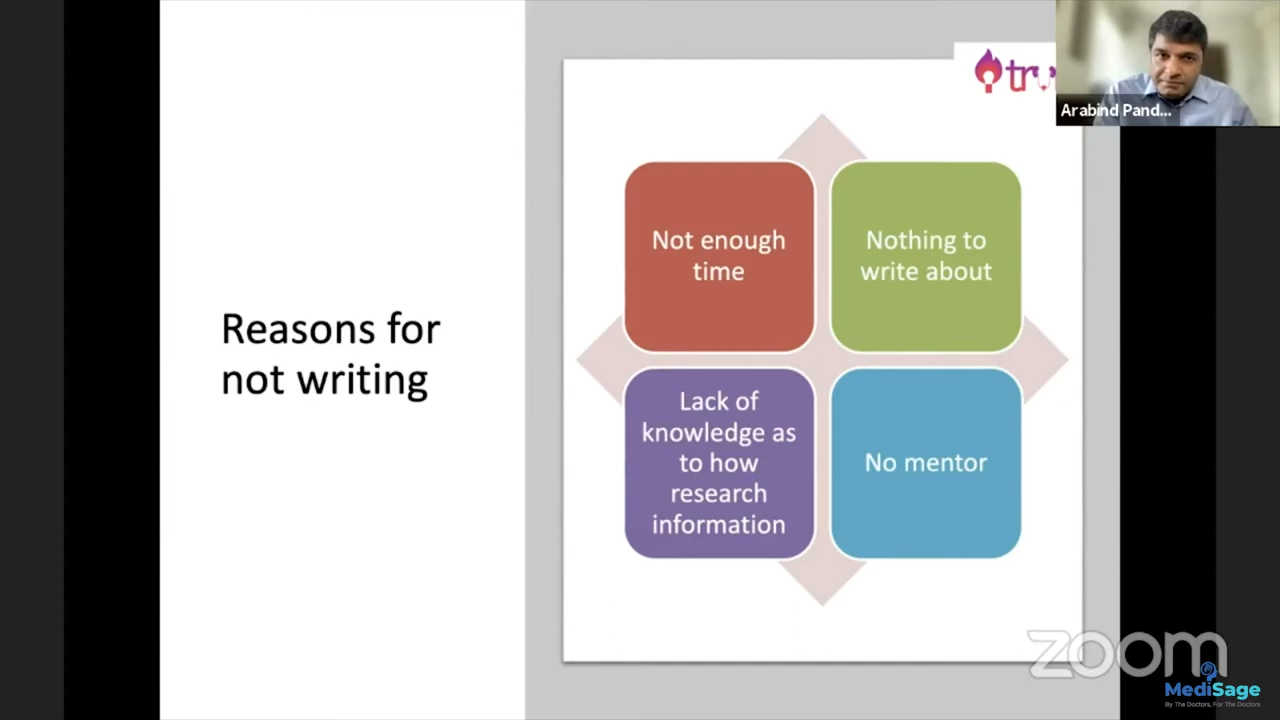 Reasons for
not writing
Not enough
time
Nothing to
write about
Lack of
knowledge as
to how
research
information
No mentor
Arabind Pand...
zoom
MediSage
By The Doctors, For The Doctors